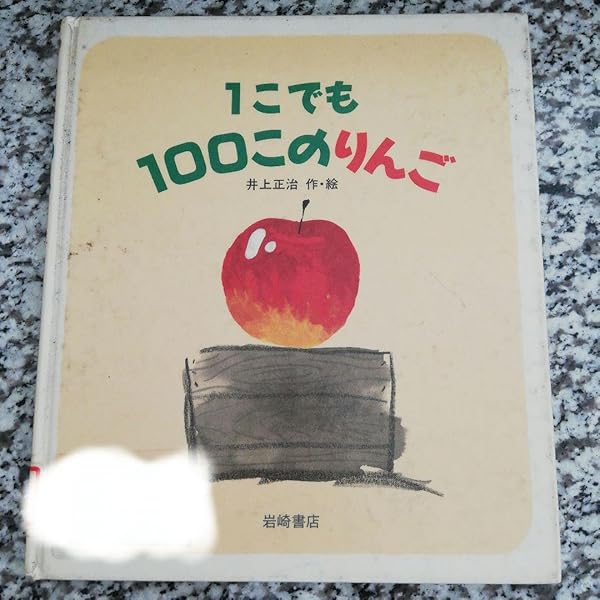 1こでも
100このりんご
井上正治 作・絵
岩崎書店